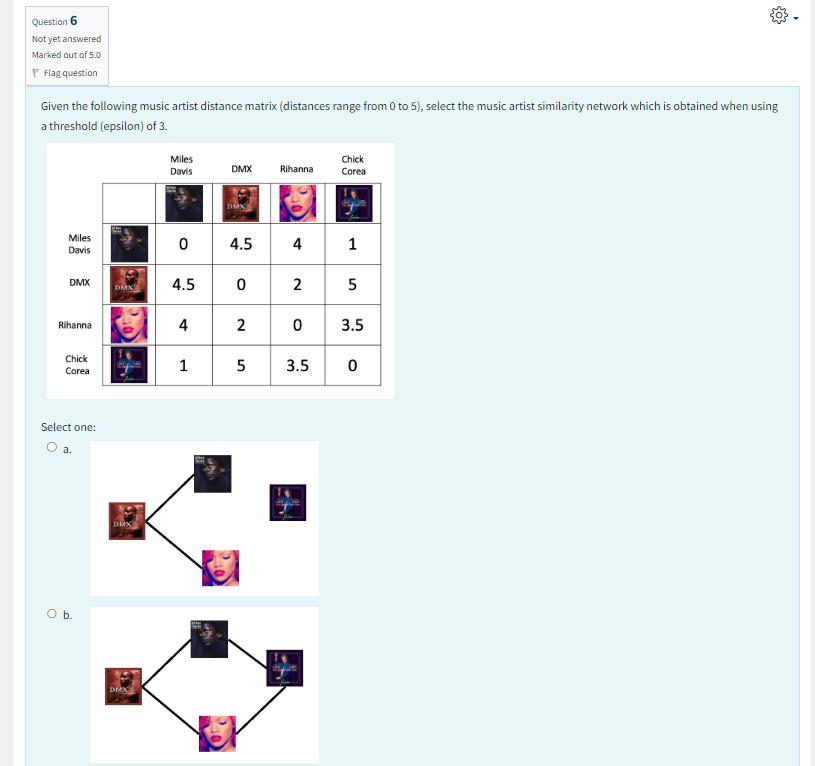 Question 6
Not yet answered
Marked out of 5.0
Flag question
Given the following music artist distance matrix (distances range from 0 to 5), select the music artist similarity network which is obtained when using
a threshold (epsilon) of 3.
Miles Davis DMX Rihanna Chick Corea
DMX
Miles Davis 0 4.5 4 1
DMX DMX 4.5 0 2 5
Rihanna 4 2 0 3.5
Chick Corea 1 5 3.5 0
Select one:
a.
DMX
b.
DMX